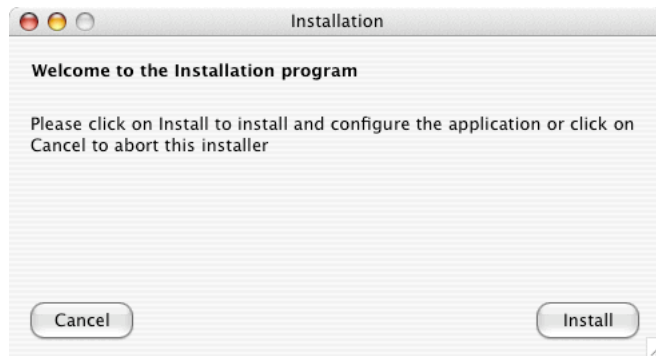 Installation
Welcome to the Installation program
Please click on Install to install and configure the application or click on
Cancel to abort this installer
Cancel
Install